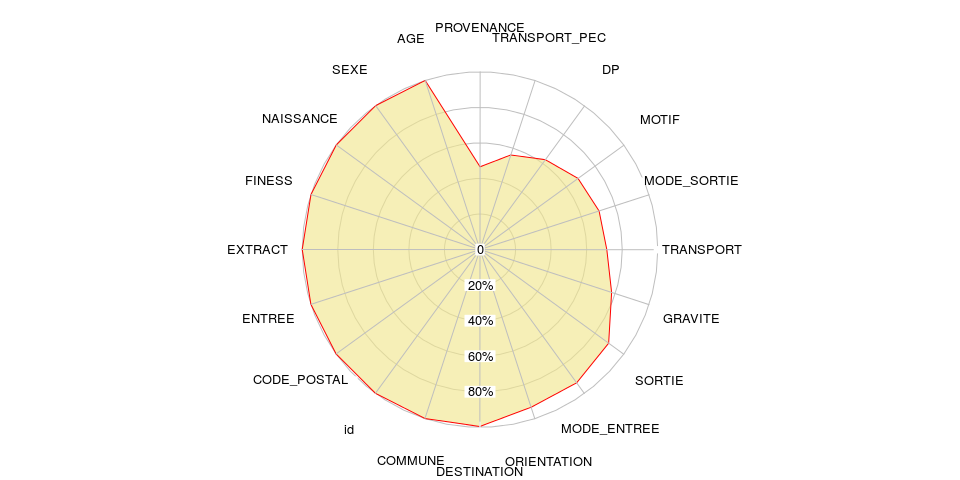 PROVENANCE
AGE
TRANSPORT_PEC
SEXE
DP
NAISSANCE
MOTIF
FINESS
MODE_SORTIE
EXTRACT
0
TRANSPORT
20%
ENTREE
40%
GRAVITE
60%
CODE_POSTAL
SORTIE
80%
id
MODE_ENTREE
COMMUNE
ORIENTATION
DESTINATION